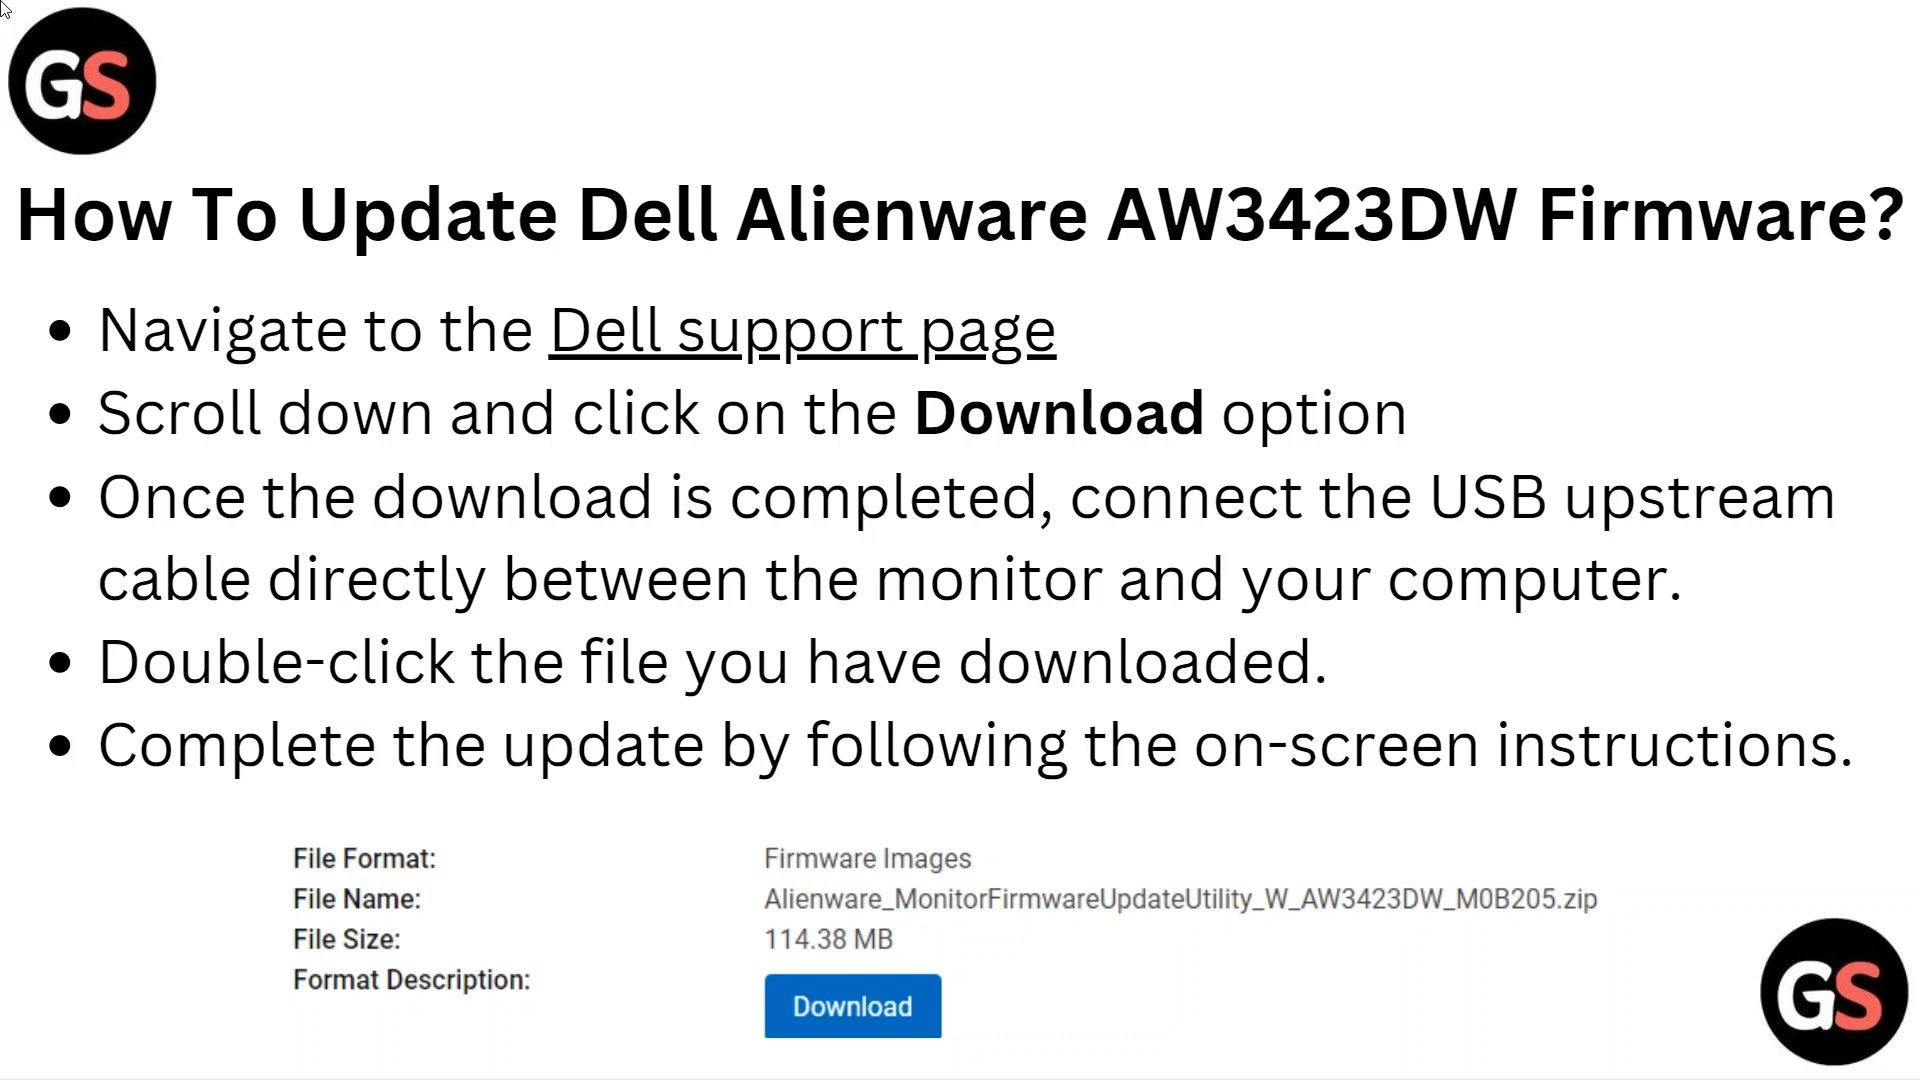 GS
How To Update Dell Alienware AW3423DW Firmware?
• Navigate to the Dell support page
• Scroll down and click on the Download option
• Once the download is completed, connect the USB upstream
cable directly between the monitor and your computer.
• Double-click the file you have downloaded.
• Complete the update by following the on-screen instructions.
File Format: Firmware Images
File Name: Alienware_MonitorFirmwareUpdateUtility_W_AW3423DW_M0B205.zip
File Size: 114.38 MB
Format Description:
Download
GS